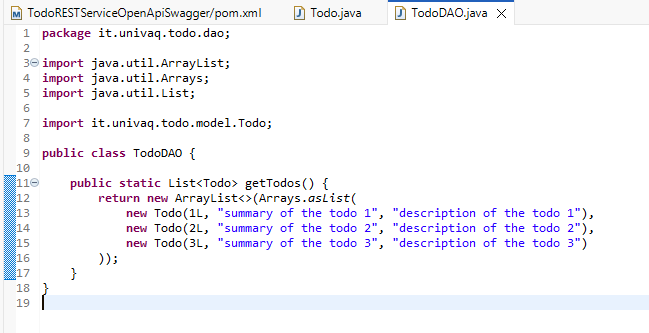 TodoRESTServiceOpenApiSwagger/pom.xml Todo.java TodoDAO.java
1 package it.univaq.todo.dao;
2
3 import java.util.ArrayList;
4 import java.util.Arrays;
5 import java.util.List;
6
7 import it.univaq.todo.model.Todo;
8
9 public class TodoDAO {
10
11     public static List<Todo> getTodos() {
12         return new ArrayList<>(Arrays.asList(
13             new Todo(1L, "summary of the todo 1", "description of the todo 1"),
14             new Todo(2L, "summary of the todo 2", "description of the todo 2"),
15             new Todo(3L, "summary of the todo 3", "description of the todo 3")
16         ));
17     }
18 }
19